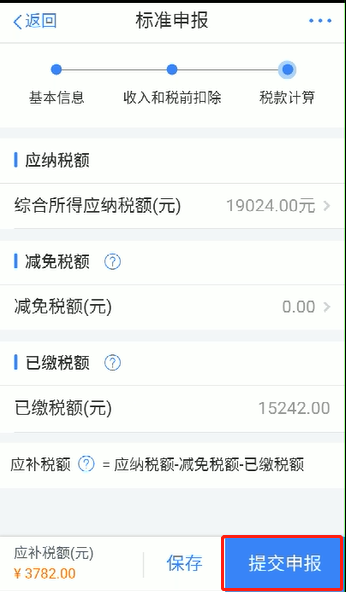 返回
标准申报
基本信息 收入和税前扣除 税款计算
应纳税额
综合所得应纳税额(元) 19024.00元
减免税额 ?
减免税额(元) 0.00
已缴税额 ?
已缴税额(元) 15242.00
应补税额 ? = 应纳税额-减免税额-已缴税额
应补税额(元)
¥ 3782.00
保存
提交申报